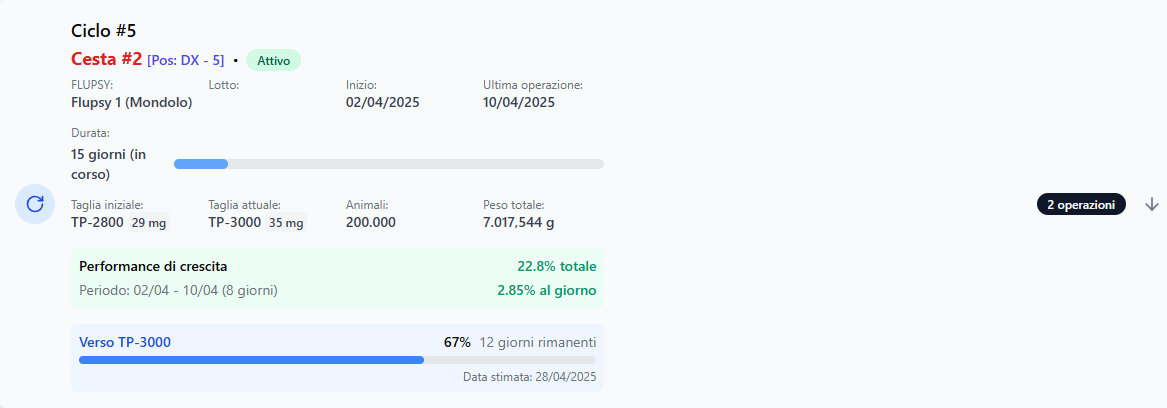 Ciclo #5
Cesta #2 [Pos: DX - 5] • Attivo
FLUPSY: Lotto: Inizio: Ultima operazione:
Flupsy 1 (Mondolo) 02/04/2025 10/04/2025
Durata:
15 giorni (in
corso)
Taglia iniziale: Taglia attuale: Animali: Peso totale:
TP-2800 29 mg TP-3000 35 mg 200.000 7.017,544 g
2 operazioni
Performance di crescita 22.8% totale
Periodo: 02/04 - 10/04 (8 giorni) 2.85% al giorno
Verso TP-3000 67% 12 giorni rimanenti
Data stimata: 28/04/2025